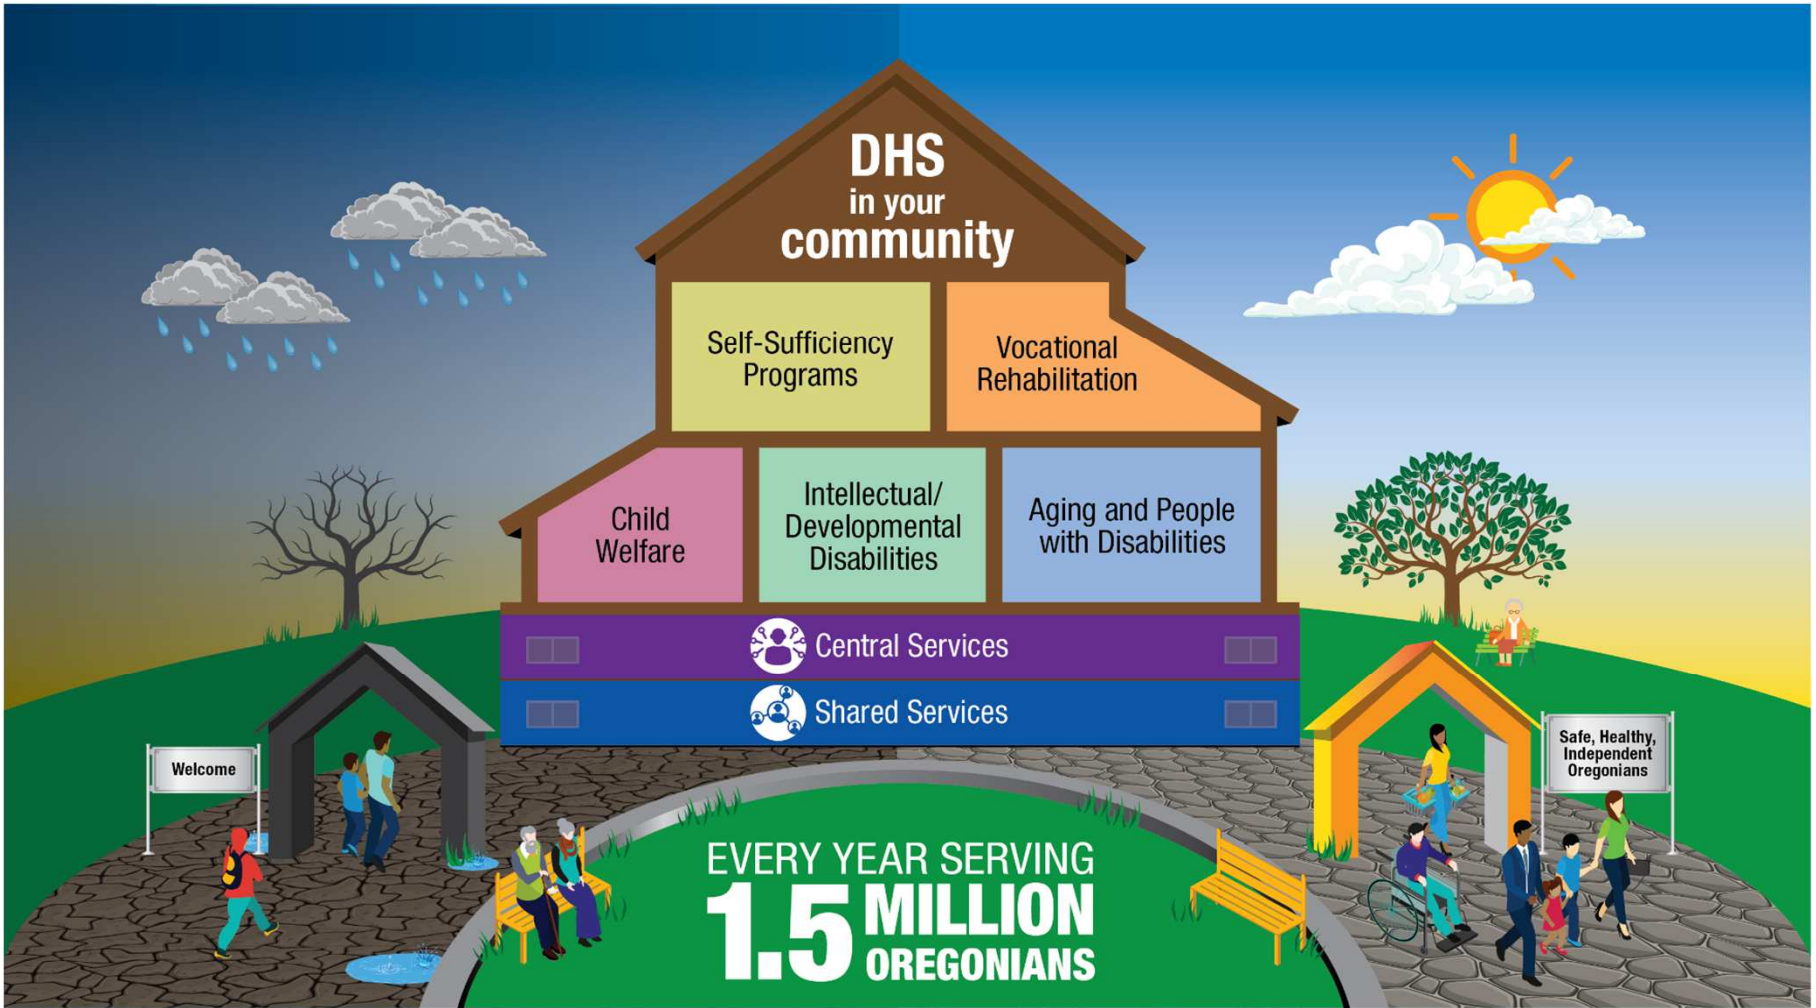 DHS
in your
community
Self-Sufficiency
Programs
Vocational
Rehabilitation
Child
Welfare
Intellectual/
Developmental
Disabilities
Aging and People
with Disabilities
Central Services
Shared Services
Welcome
Safe, Healthy,
Independent
Oregonians
EVERY YEAR SERVING
1.5 MILLION
OREGONIANS